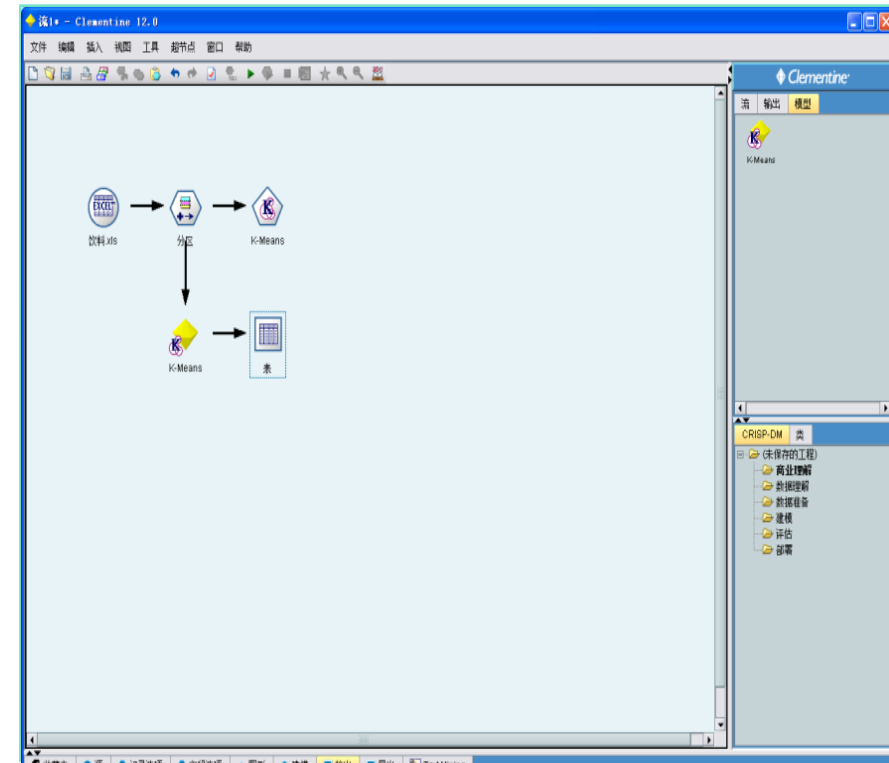 流1* - Clementine 12.0
文件 编辑 插入 视图 工具 超节点 窗口 帮助
Clementine
流 输出 模型
K-Means
EXCEL
饮料.xls
分区
K-Means
K-Means
表
CRISP-DM 类
(未保存的工程)
商业理解
数据理解
数据准备
建模
评估
部署